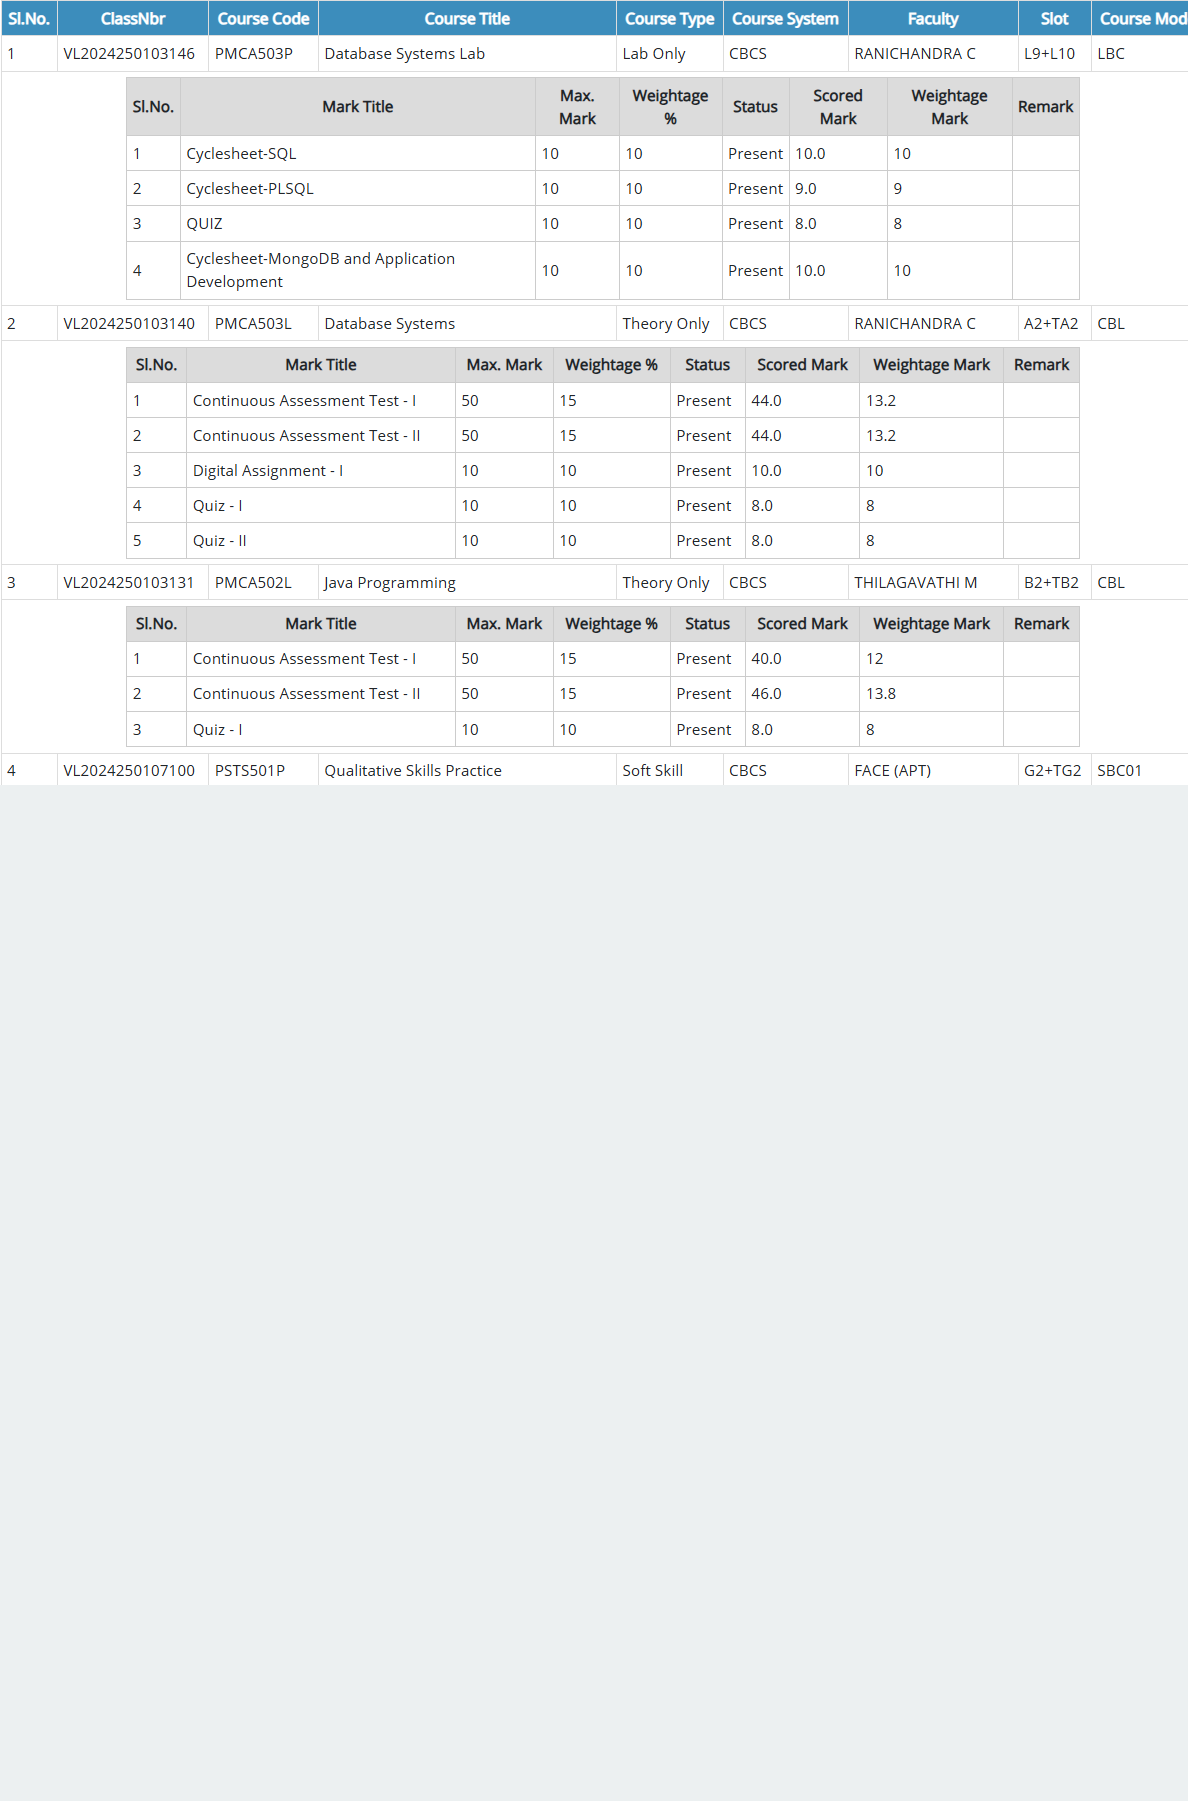 Sl.No. ClassNbr Course Code Course Title Course Type Course System Faculty Slot Course Mod
1 VL2024250103146 PMCA503P Database Systems Lab Lab Only CBCS RANICHANDRA C L9+L10 LBC
Sl.No. Mark Title Max. Mark Weightage % Status Scored Mark Weightage Mark Remark
1 Cyclesheet-SQL 10 10 Present 10.0 10
2 Cyclesheet-PLSQL 10 10 Present 9.0 9
3 QUIZ 10 10 Present 8.0 8
4 Cyclesheet-MongoDB and Application Development 10 10 Present 10.0 10
2 VL2024250103140 PMCA503L Database Systems Theory Only CBCS RANICHANDRA C A2+TA2 CBL
Sl.No. Mark Title Max. Mark Weightage % Status Scored Mark Weightage Mark Remark
1 Continuous Assessment Test - I 50 15 Present 44.0 13.2
2 Continuous Assessment Test - II 50 15 Present 44.0 13.2
3 Digital Assignment - I 10 10 Present 10.0 10
4 Quiz - I 10 10 Present 8.0 8
5 Quiz - II 10 10 Present 8.0 8
3 VL2024250103131 PMCA502L Java Programming Theory Only CBCS THILAGAVATHI M B2+TB2 CBL
Sl.No. Mark Title Max. Mark Weightage % Status Scored Mark Weightage Mark Remark
1 Continuous Assessment Test - I 50 15 Present 40.0 12
2 Continuous Assessment Test - II 50 15 Present 46.0 13.8
3 Quiz - I 10 10 Present 8.0 8
4 VL2024250107100 PSTS501P Qualitative Skills Practice Soft Skill CBCS FACE (APT) G2+TG2 SBC01